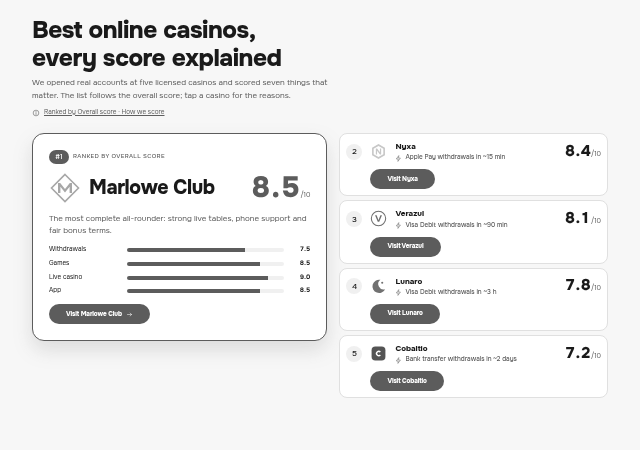 Best online casinos,
every score explained
We opened real accounts at five licensed casinos and scored seven things that
matter. The list follows the overall score; tap a casino for the reasons.
Ranked by Overall score · How we score
#1 RANKED BY OVERALL SCORE
Marlowe Club 8.5/10
The most complete all-rounder: strong live tables, phone support and
fair bonus terms.
Withdrawals 7.5
Games 8.5
Live casino 9.0
App 8.5
Visit Marlowe Club →
2 N Nyxa 8.4/10
Apple Pay withdrawals in ~15 min
Visit Nyxa
3 V Verazul 8.1/10
Visa Debit withdrawals in ~90 min
Visit Verazul
4 Lunaro 7.8/10
Visa Debit withdrawals in ~3 h
Visit Lunaro
5 C Cobaltio 7.2/10
Bank transfer withdrawals in ~2 days
Visit Cobaltio